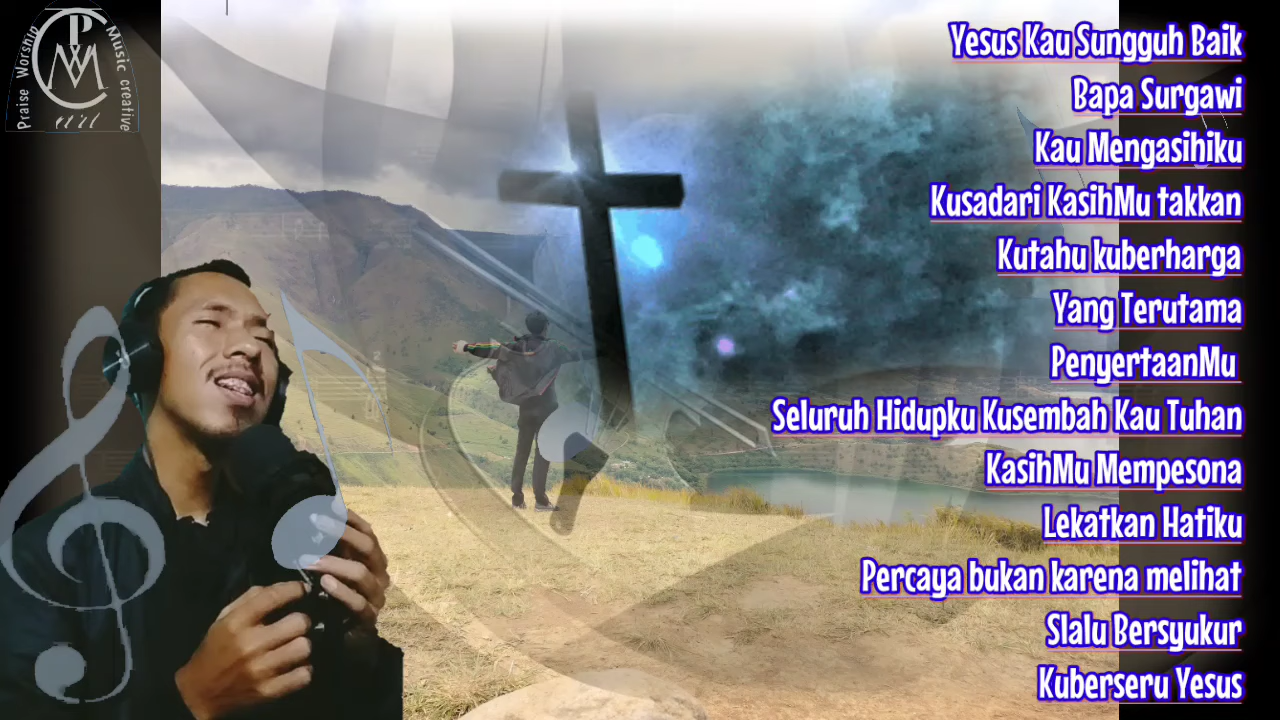 Praise Worship
Music creative
PWMC
Yesus Kau Sungguh Baik
Bapa Surgawi
Kau Mengasihiku
Kusadari KasihMu takkan
Kutahu kuberharga
Yang Terutama
PenyertaanMu
Seluruh Hidupku Kusembah Kau Tuhan
KasihMu Mempesona
Lekatkan Hatiku
Percaya bukan karena melihat
Slalu Bersyukur
Kuberseru Yesus